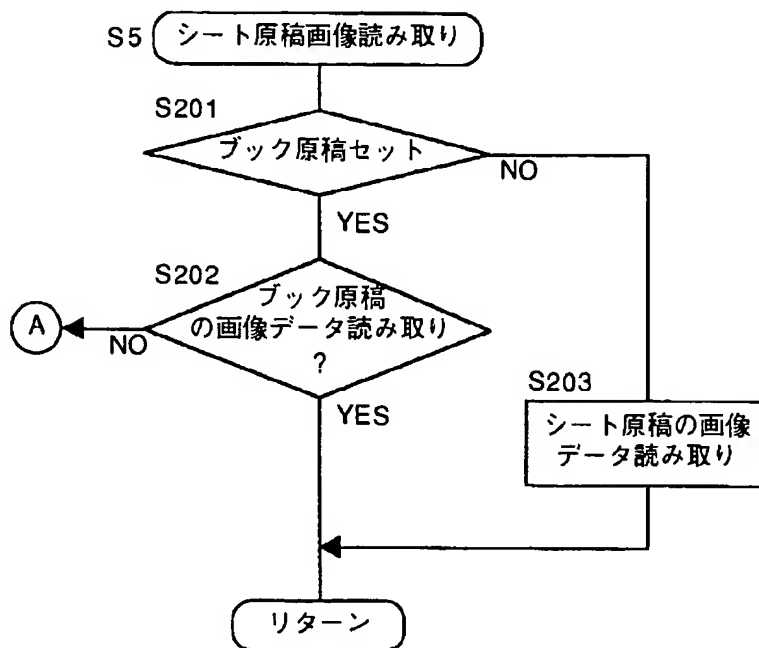 S5
シート原稿画像読み取り
S201
ブック原稿セット
NO
YES
S202
ブック原稿
の画像データ読み取り
?
A
NO
YES
S203
シート原稿の画像
データ読み取り
リターン